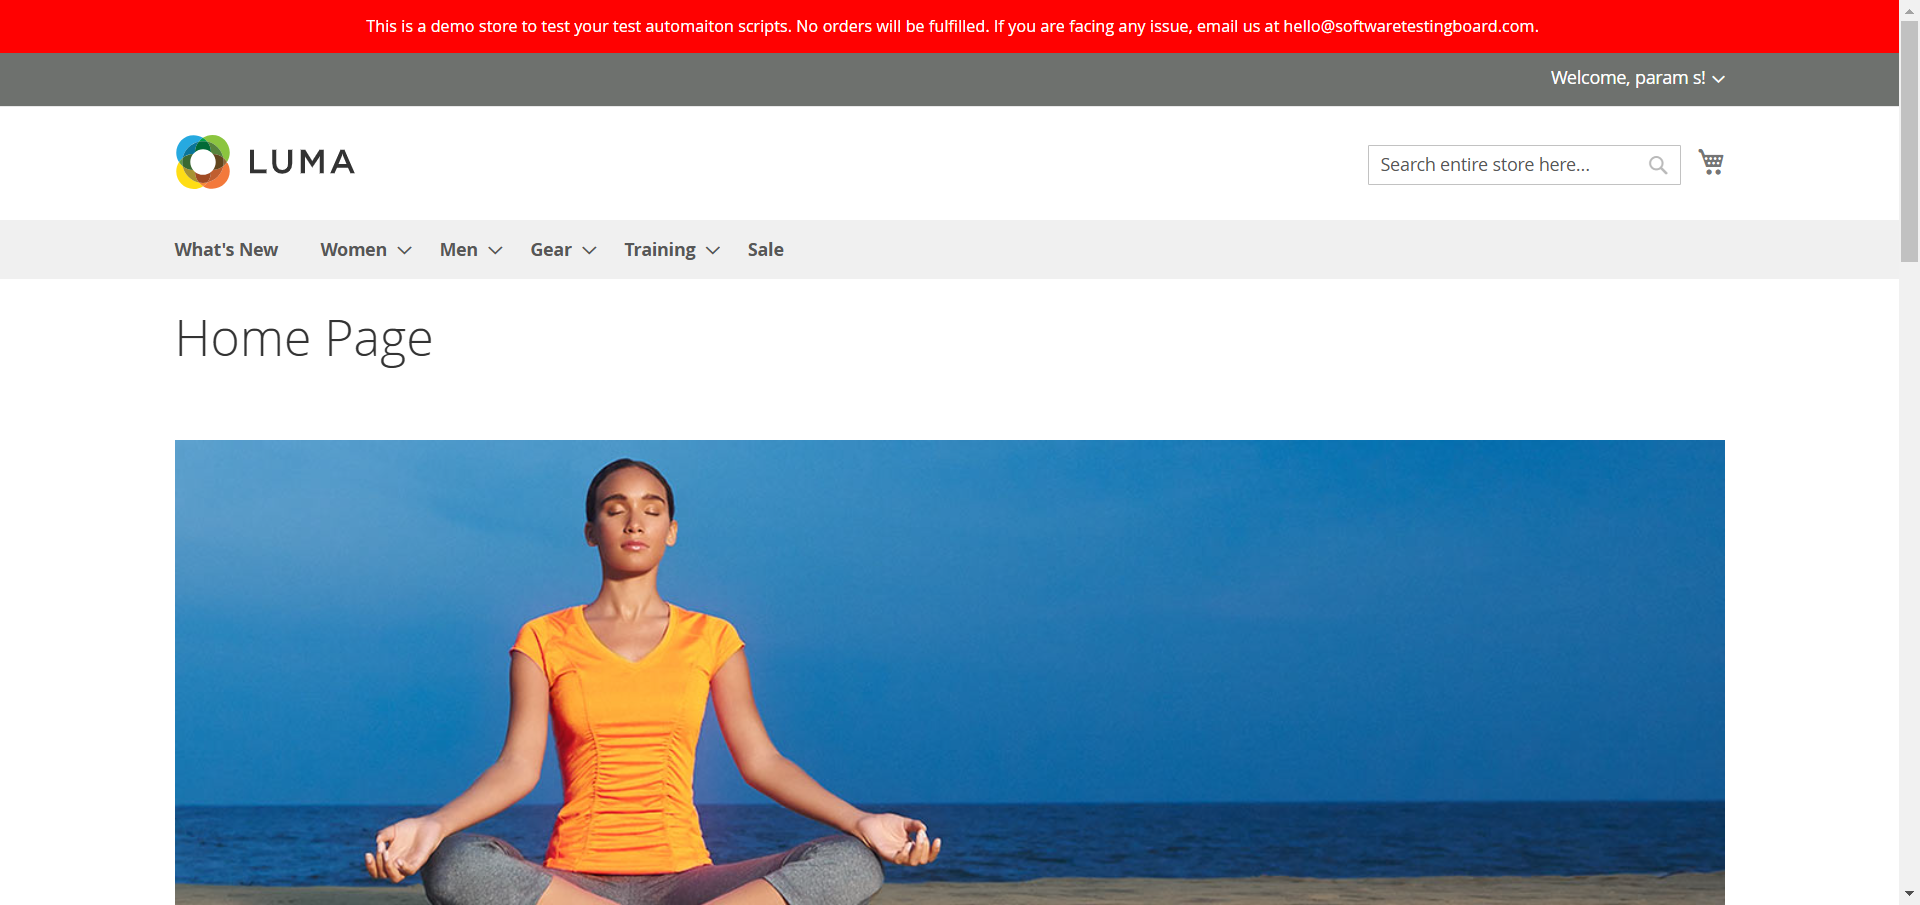 This is a demo store to test your test automaiton scripts. No orders will be fulfilled. If you are facing any issue, email us at hello@softwaretestingboard.com.
Welcome, param s!
LUMA
Search entire store here...
What's New Women Men Gear Training Sale
Home Page